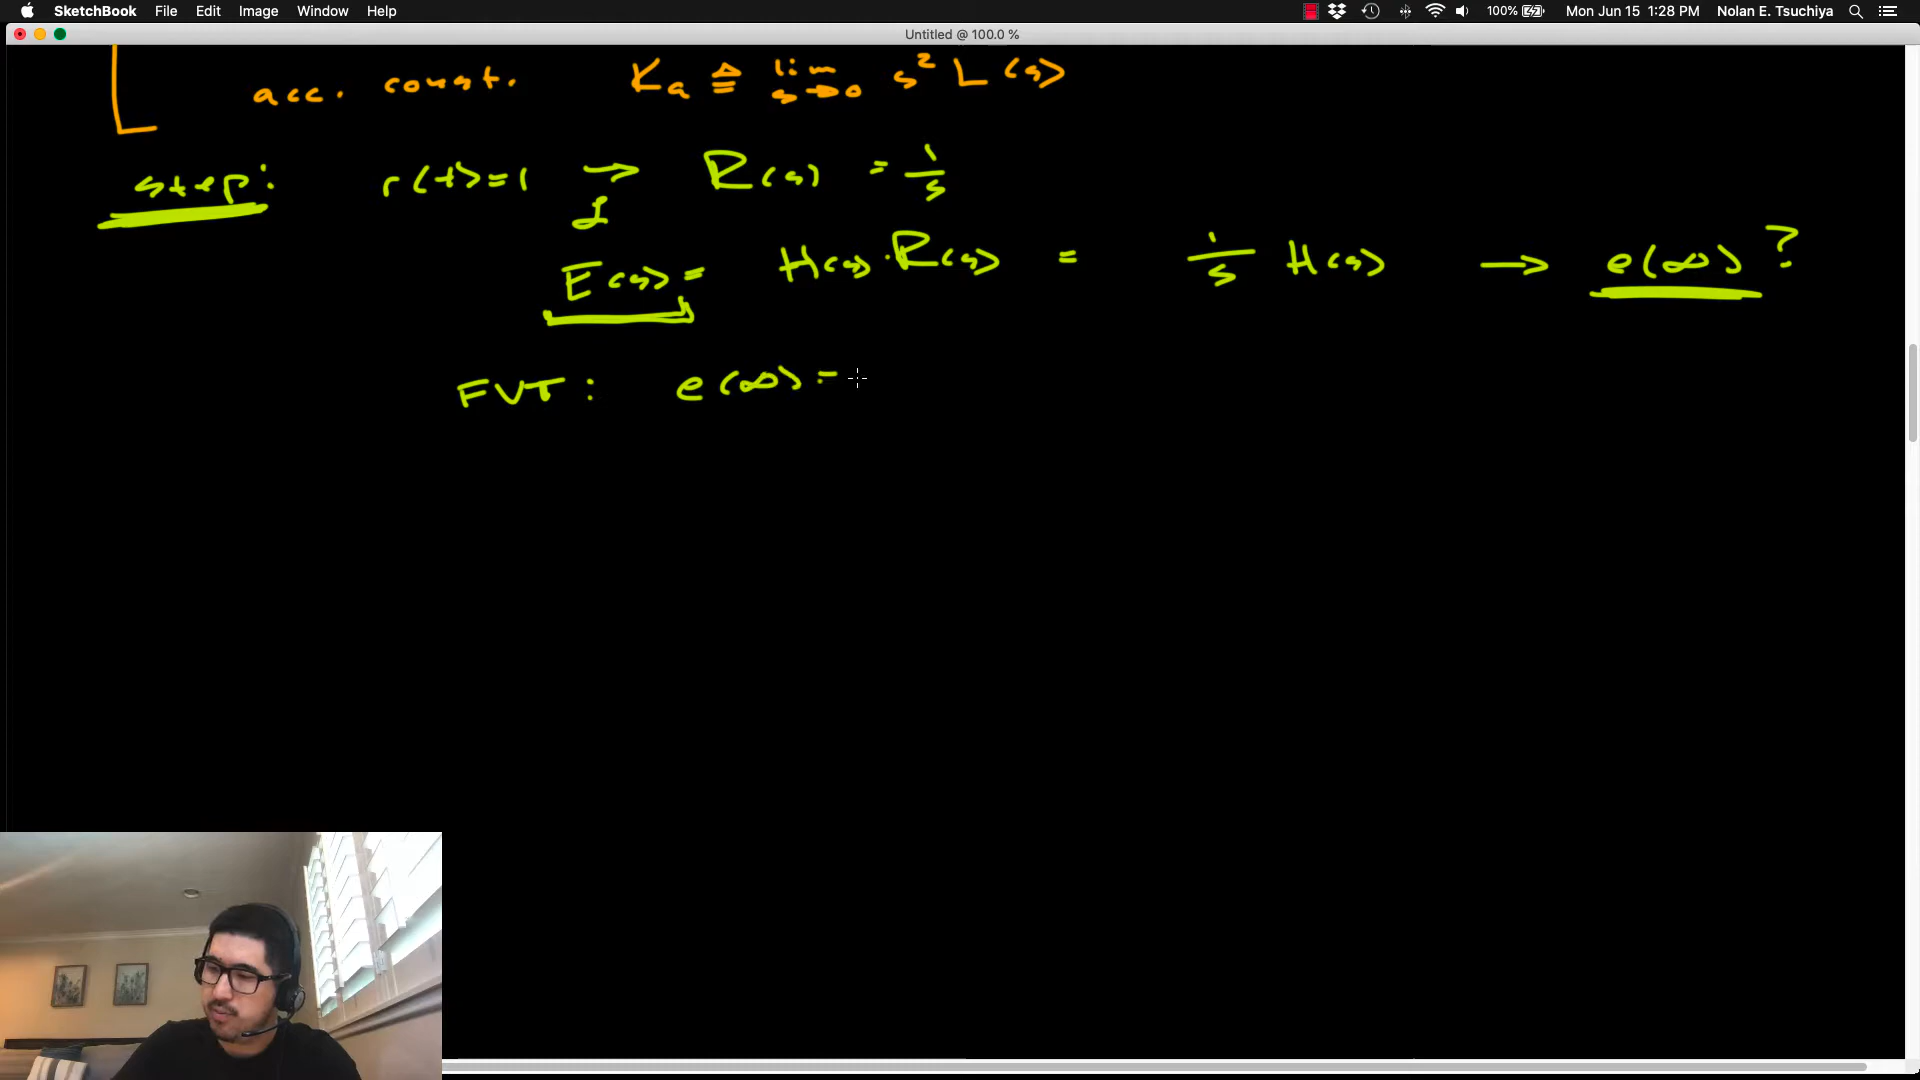 SketchBook File Edit Image Window Help 100% Mon Jun 15 1:28 PM Nolan E. Tsuchiya
Untitled @ 100.0 %
acc. const. Ka ≜ lim s→0 s² L(s)
step: r(t)=1 → ℒ R(s) = 1/s
E(s) = H(s)·R(s) = 1/s H(s) → e(∞)?
FVT: e(∞) =